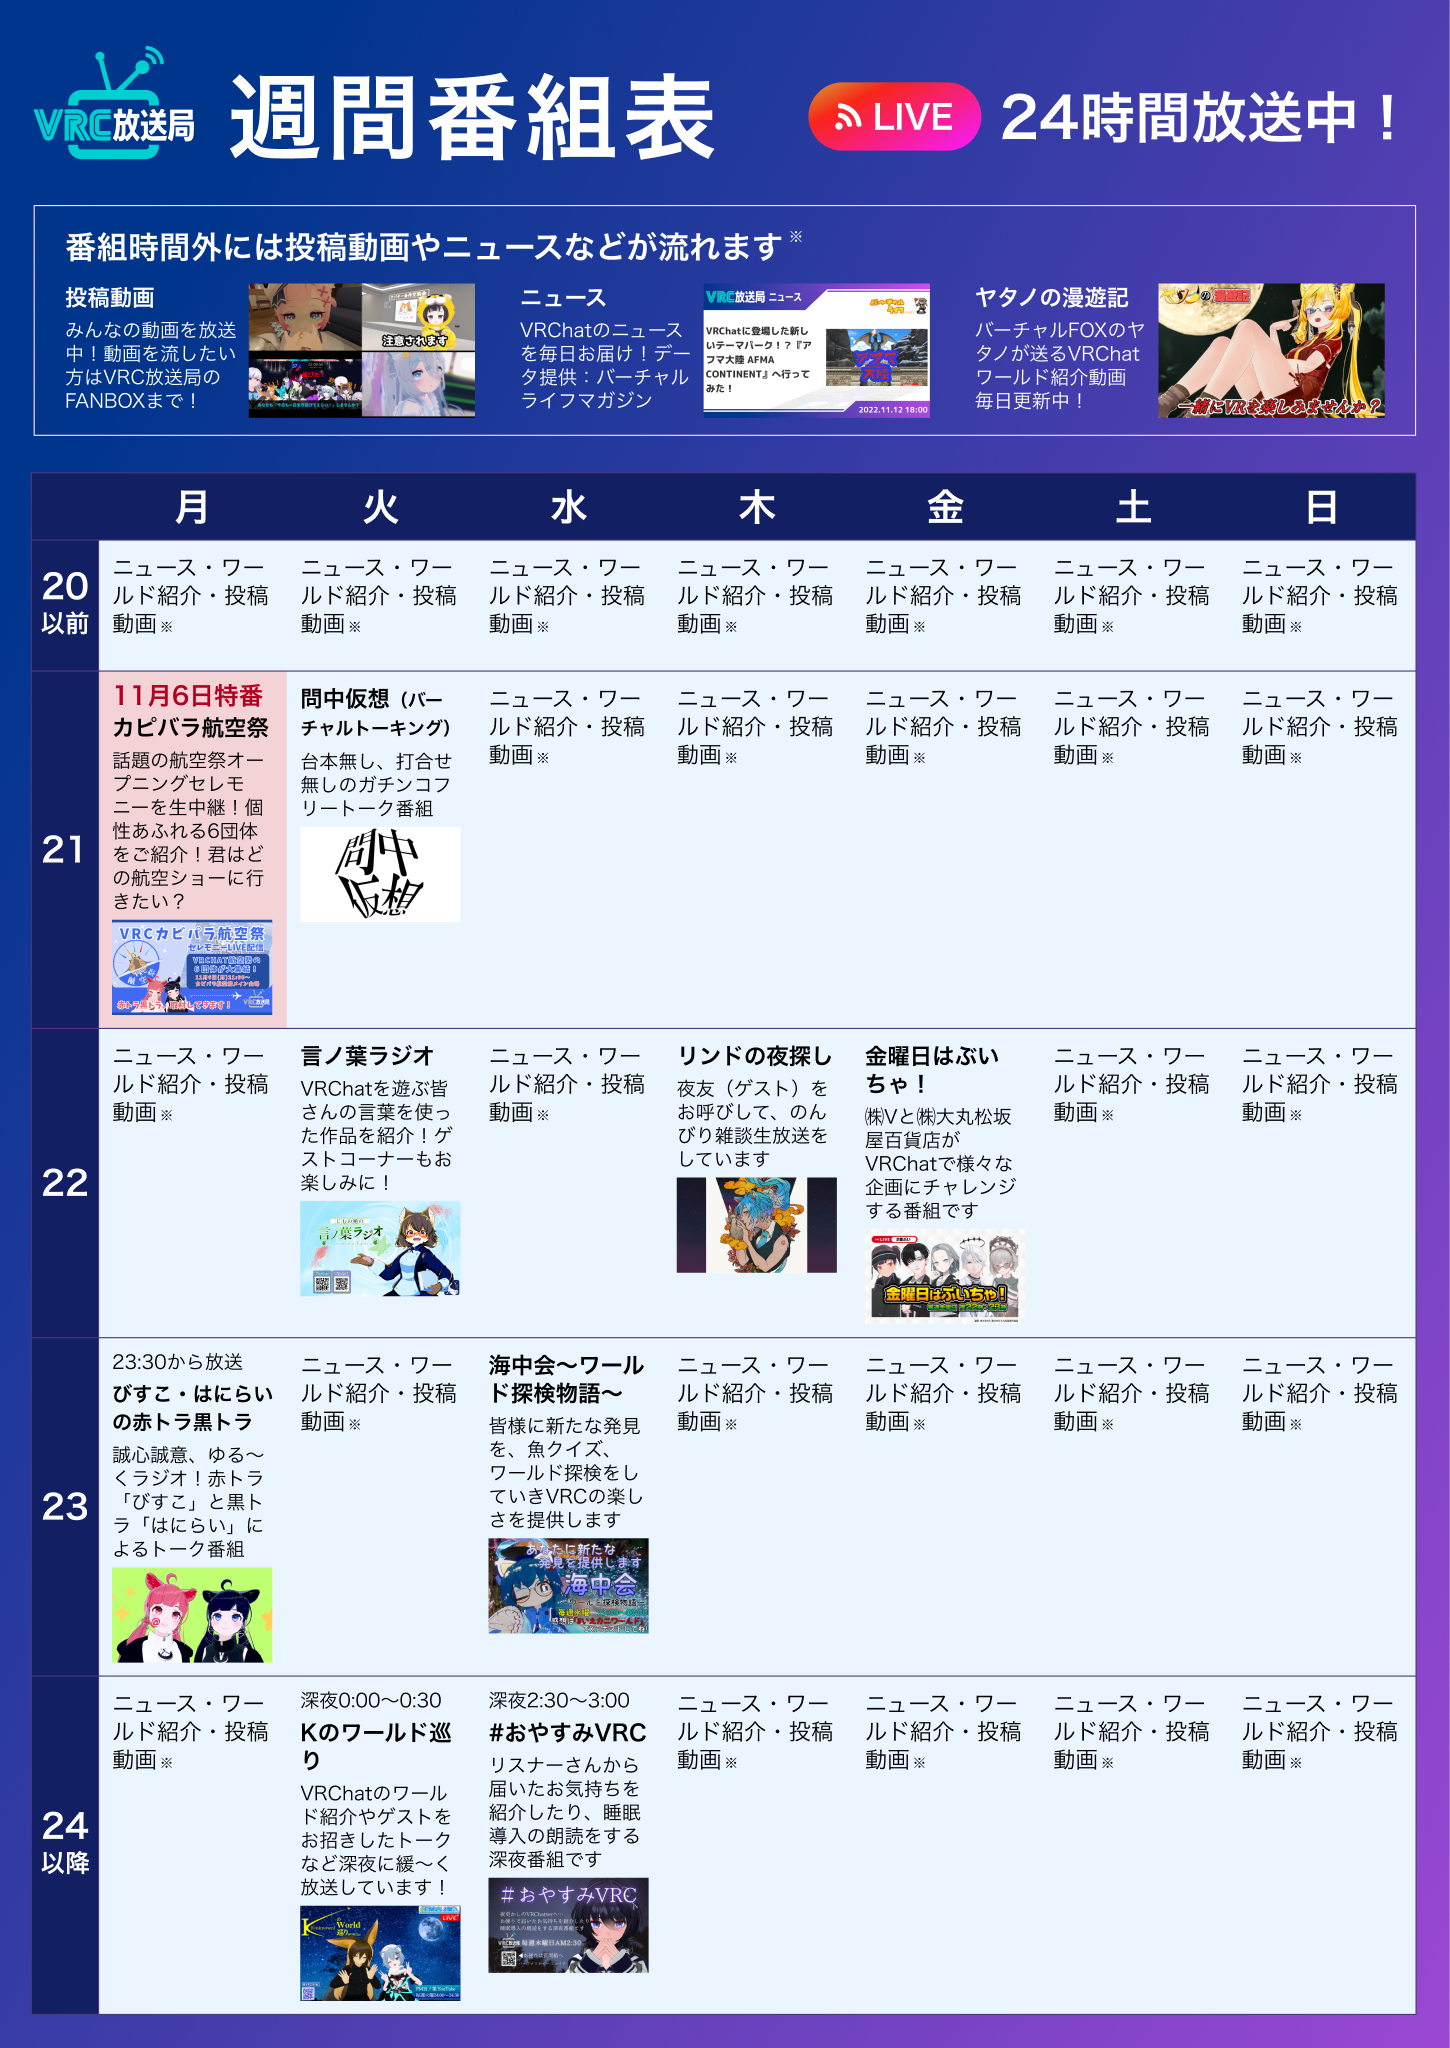 VRC放送局
週間番組表
LIVE
24時間放送中！
番組時間外には投稿動画やニュースなどが流れます※
投稿動画
みんなの動画を放送
中！動画を流したい
方はVRC放送局の
FANBOXまで！
注意されます
ニュース
VRChatのニュース
を毎日お届け！デー
タ提供：バーチャル
ライフマガジン
VRC放送局 ニュース
VRChatに登場した新し
いテーマパーク！？『ア
フマ大陸 AFMA
CONTINENT』へ行って
みた！
2022.11.12 18:00
ヤタノの漫遊記
バーチャルFOXのヤ
タノが送るVRChat
ワールド紹介動画
毎日更新中！
一緒にVRを楽しみませんか？
月 火 水 木 金 土 日
20
以前
ニュース・ワー
ルド紹介・投稿
動画※
ニュース・ワー
ルド紹介・投稿
動画※
ニュース・ワー
ルド紹介・投稿
動画※
ニュース・ワー
ルド紹介・投稿
動画※
ニュース・ワー
ルド紹介・投稿
動画※
ニュース・ワー
ルド紹介・投稿
動画※
ニュース・ワー
ルド紹介・投稿
動画※
21
11月6日特番
カピバラ航空祭
話題の航空祭オー
プニングセレモ
ニーを生中継！個
性あふれる6団体
をご紹介！君はど
の航空ショーに行
きたい？
VRCカピバラ航空祭
セレモニーLIVE配信
VRCHAT航空界の
6団体が大集結！
赤トラ黒トラ、取材してきます！
VRC放送局
問中仮想（バー
チャルトーキング）
台本無し、打合せ
無しのガチンコフ
リートーク番組
問中
仮想
ニュース・ワー
ルド紹介・投稿
動画※
ニュース・ワー
ルド紹介・投稿
動画※
ニュース・ワー
ルド紹介・投稿
動画※
ニュース・ワー
ルド紹介・投稿
動画※
ニュース・ワー
ルド紹介・投稿
動画※
22
ニュース・ワー
ルド紹介・投稿
動画※
言ノ葉ラジオ
VRChatを遊ぶ皆
さんの言葉を使っ
た作品を紹介！ゲ
ストコーナーもお
楽しみに！
言ノ葉ラジオ
ニュース・ワー
ルド紹介・投稿
動画※
リンドの夜探し
夜友（ゲスト）を
お呼びして、のん
びり雑談生放送を
しています
金曜日はぶい
ちゃ！
㈱Vと㈱大丸松坂
屋百貨店が
VRChatで様々な
企画にチャレンジ
する番組です
LIVE
金曜日はぶいちゃ！
ニュース・ワー
ルド紹介・投稿
動画※
ニュース・ワー
ルド紹介・投稿
動画※
23
23:30から放送
びすこ・はにらい
の赤トラ黒トラ
誠心誠意、ゆる〜
くラジオ！赤トラ
「びすこ」と黒ト
ラ「はにらい」に
よるトーク番組
ニュース・ワー
ルド紹介・投稿
動画※
海中会〜ワール
ド探検物語〜
皆様に新たな発見
を、魚クイズ、
ワールド探検をし
ていきVRCの楽し
さを提供します
あなたに新たな
発見を提供します
海中会
ニュース・ワー
ルド紹介・投稿
動画※
ニュース・ワー
ルド紹介・投稿
動画※
ニュース・ワー
ルド紹介・投稿
動画※
ニュース・ワー
ルド紹介・投稿
動画※
24
以降
ニュース・ワー
ルド紹介・投稿
動画※
深夜0:00〜0:30
Kのワールド巡
り
VRChatのワール
ド紹介やゲストを
お招きしたトーク
など深夜に緩〜く
放送しています！
World
巡り
LIVE
深夜2:30〜3:00
#おやすみVRC
リスナーさんから
届いたお気持ちを
紹介したり、睡眠
導入の朗読をする
深夜番組です
#おやすみVRC
毎週木曜日AM2:30
ニュース・ワー
ルド紹介・投稿
動画※
ニュース・ワー
ルド紹介・投稿
動画※
ニュース・ワー
ルド紹介・投稿
動画※
ニュース・ワー
ルド紹介・投稿
動画※